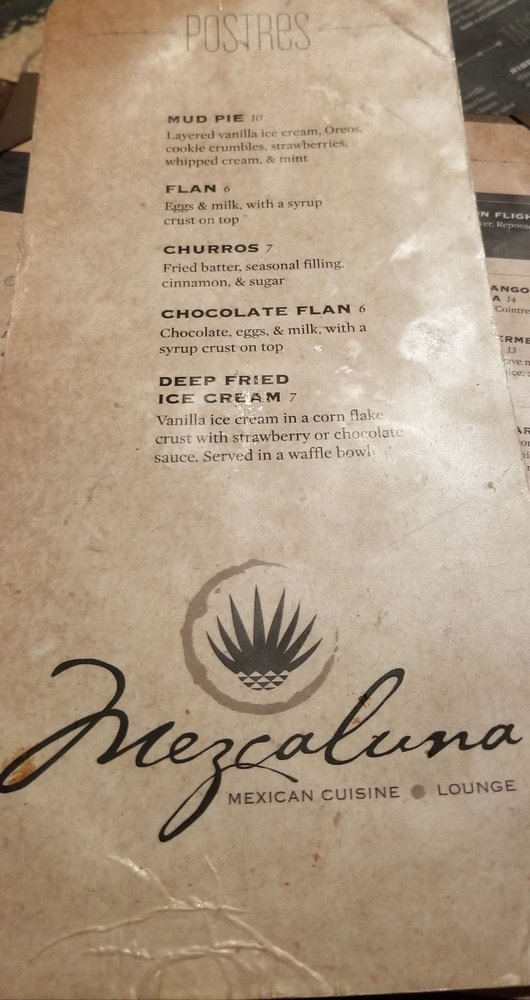 POSTRES
MUD PIE 10
Layered vanilla ice cream, Oreos,
cookie crumbles, strawberries,
whipped cream, & mint
FLAN 6
Eggs & milk, with a syrup
crust on top
CHURROS 7
Fried batter, seasonal filling,
cinnamon, & sugar
CHOCOLATE FLAN 6
Chocolate, eggs, & milk, with a
syrup crust on top
DEEP FRIED
ICE CREAM 7
Vanilla ice cream in a corn flake
crust with strawberry or chocolate
sauce. Served in a waffle bowl
Mezcaluna
MEXICAN CUISINE ● LOUNGE
14
13